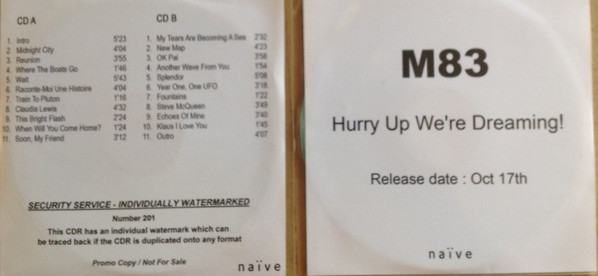 CD A
1. Intro 5'23
2. Midnight City 4'04
3. Reunion 3'55
4. Where The Boats Go 1'46
5. Wait 5'43
6. Raconte-Moi Une Histoire 4'04
7. Train To Pluton 1'16
8. Claudia Lewis 4'32
9. This Bright Flash 2'24
10. When Will You Come Home? 1'24
11. Soon, My Friend 3'12
CD B
1. My Tears Are Becoming A Sea 2'32
2. New Map 4'23
3. OK Pal 3'58
4. Another Wave From You 1'54
5. Splendor 5'08
6. Year One, One UFO 3'18
7. Fountains 1'22
8. Steve McQueen 3'49
9. Echoes Of Mine 3'40
10. Klaus I Love You 1'45
11. Outro 4'07
SECURITY SERVICE - INDIVIDUALLY WATERMARKED
Number 201
This CDR has an individual watermark which can
be traced back if the CDR is duplicated onto any format
Promo Copy / Not For Sale
naïve
M83
Hurry Up We're Dreaming!
Release date : Oct 17th
naïve